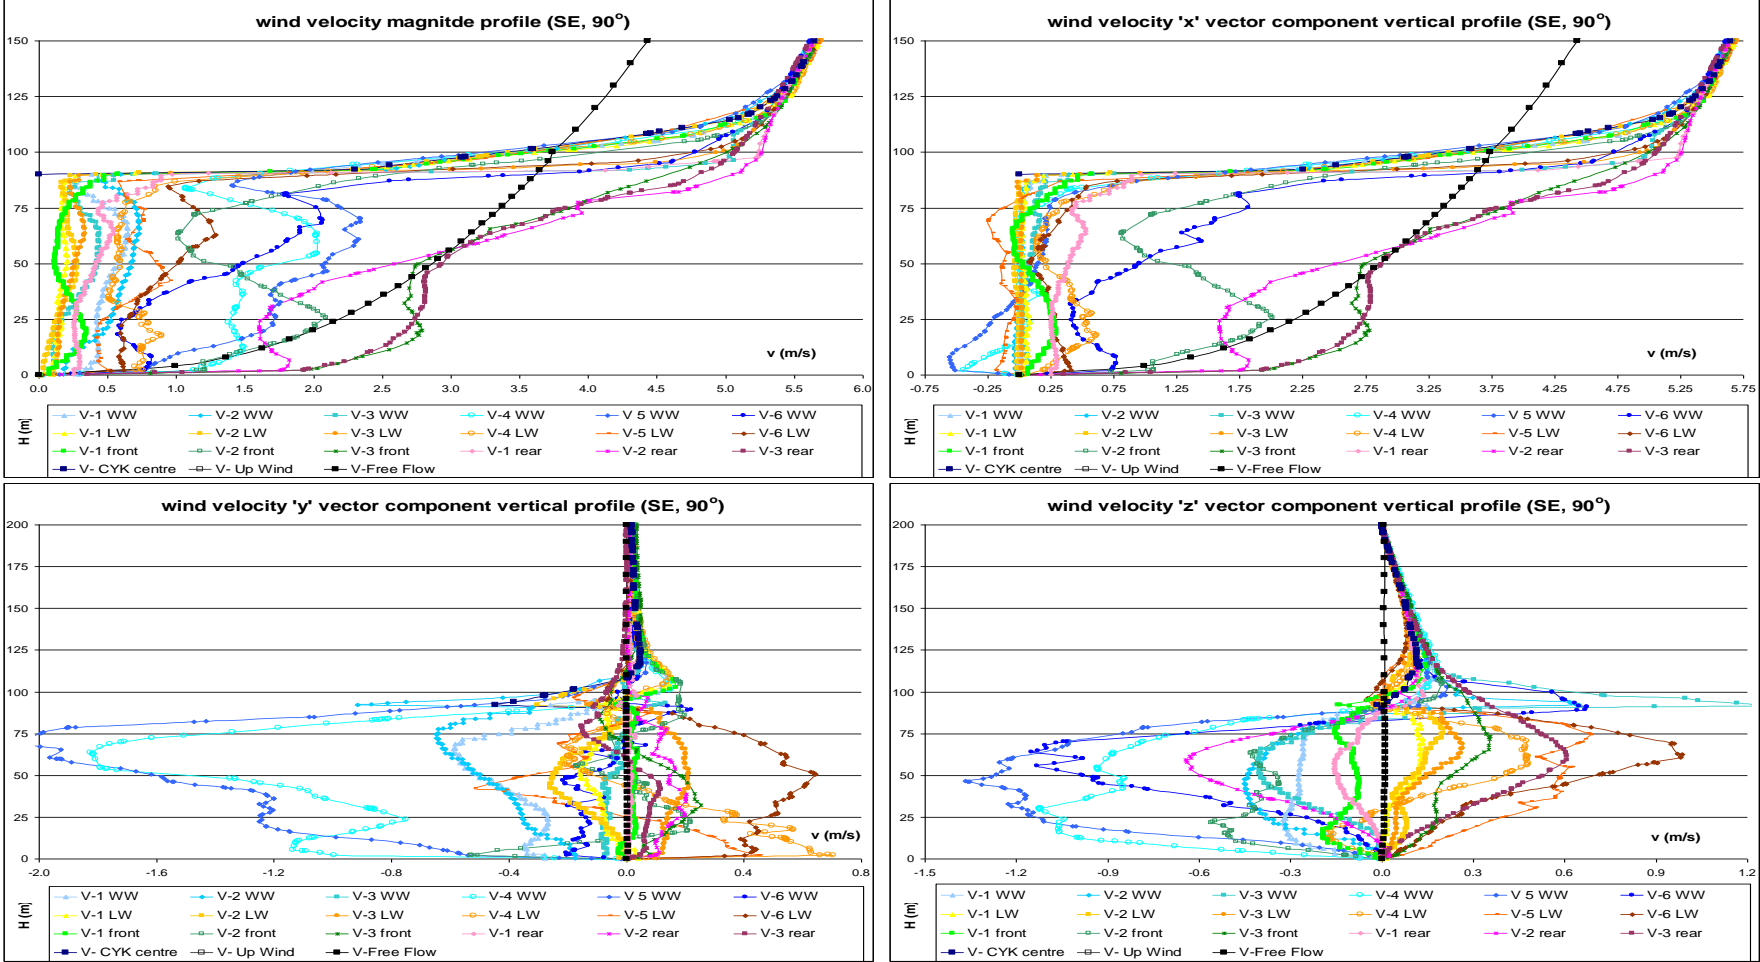 wind velocity magnitde profile (SE, 90°)
150
125
100
75
50
25
0
0.0 0.5 1.0 1.5 2.0 2.5 3.0 3.5 4.0 4.5 5.0 5.5 6.0
v (m/s)
H (m)
V-1 WW V-2 WW V-3 WW V-4 WW V 5 WW V-6 WW
V-1 LW V-2 LW V-3 LW V-4 LW V-5 LW V-6 LW
V-1 front V-2 front V-3 front V-1 rear V-2 rear V-3 rear
V- CYK centre V- Up Wind V-Free Flow
wind velocity 'x' vector component vertical profile (SE, 90°)
150
125
100
75
50
25
0
-0.75 -0.25 0.25 0.75 1.25 1.75 2.25 2.75 3.25 3.75 4.25 4.75 5.25 5.75
v (m/s)
H (m)
V-1 WW V-2 WW V-3 WW V-4 WW V 5 WW V-6 WW
V-1 LW V-2 LW V-3 LW V-4 LW V-5 LW V-6 LW
V-1 front V-2 front V-3 front V-1 rear V-2 rear V-3 rear
V- CYK centre V- Up Wind V-Free Flow
wind velocity 'y' vector component vertical profile (SE, 90°)
200
175
150
125
100
75
50
25
0
-2.0 -1.6 -1.2 -0.8 -0.4 0.0 0.4 0.8
v (m/s)
H (m)
V-1 WW V-2 WW V-3 WW V-4 WW V 5 WW V-6 WW
V-1 LW V-2 LW V-3 LW V-4 LW V-5 LW V-6 LW
V-1 front V-2 front V-3 front V-1 rear V-2 rear V-3 rear
V- CYK centre V- Up Wind V-Free Flow
wind velocity 'z' vector component vertical profile (SE, 90°)
200
175
150
125
100
75
50
25
0
-1.5 -1.2 -0.9 -0.6 -0.3 0.0 0.3 0.6 0.9 1.2
v (m/s)
H (m)
V-1 WW V-2 WW V-3 WW V-4 WW V 5 WW V-6 WW
V-1 LW V-2 LW V-3 LW V-4 LW V-5 LW V-6 LW
V-1 front V-2 front V-3 front V-1 rear V-2 rear V-3 rear
V- CYK centre V- Up Wind V-Free Flow